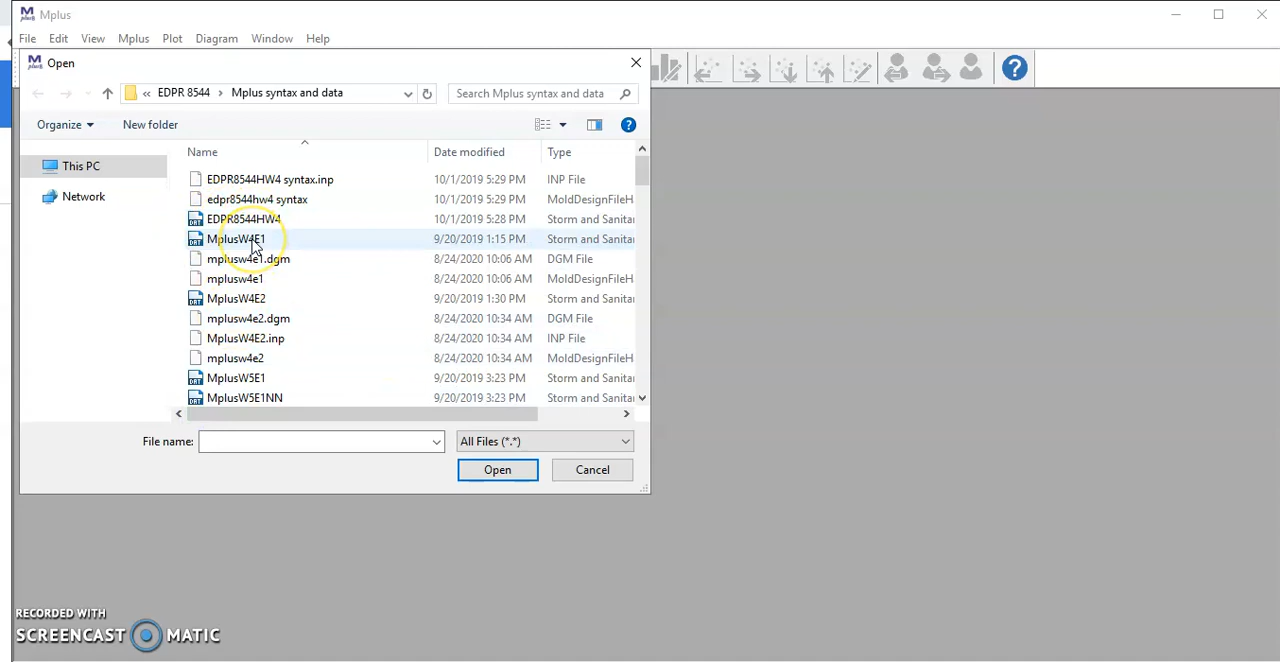 Mplus
File Edit View Mplus Plot Diagram Window Help
Open
« EDPR 8544 › Mplus syntax and data
Search Mplus syntax and data
Organize New folder
Name Date modified Type
This PC
Network
EDPR8544HW4 syntax.inp 10/1/2019 5:29 PM INP File
edpr8544hw4 syntax 10/1/2019 5:29 PM MoldDesignFileH
EDPR8544HW4 10/1/2019 5:28 PM Storm and Sanitar
MplusW4E1 9/20/2019 1:15 PM Storm and Sanitar
mplusw4e1.dgm 8/24/2020 10:06 AM DGM File
mplusw4e1 8/24/2020 10:06 AM MoldDesignFileH
MplusW4E2 9/20/2019 1:30 PM Storm and Sanitar
mplusw4e2.dgm 8/24/2020 10:34 AM DGM File
MplusW4E2.inp 8/24/2020 10:34 AM INP File
mplusw4e2 8/24/2020 10:34 AM MoldDesignFileH
MplusW5E1 9/20/2019 3:23 PM Storm and Sanitar
MplusW5E1NN 9/20/2019 3:23 PM Storm and Sanitar
File name: All Files (*.*)
Open Cancel
RECORDED WITH
SCREENCAST MATIC